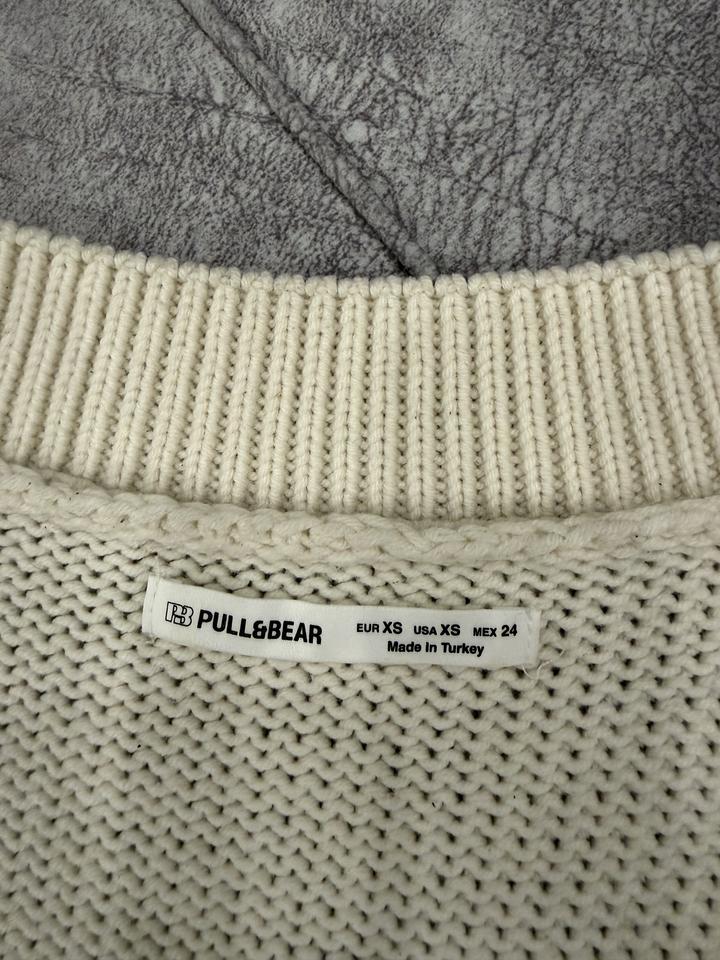 PB PULL&BEAR EUR XS USA XS MEX 24
Made In Turkey